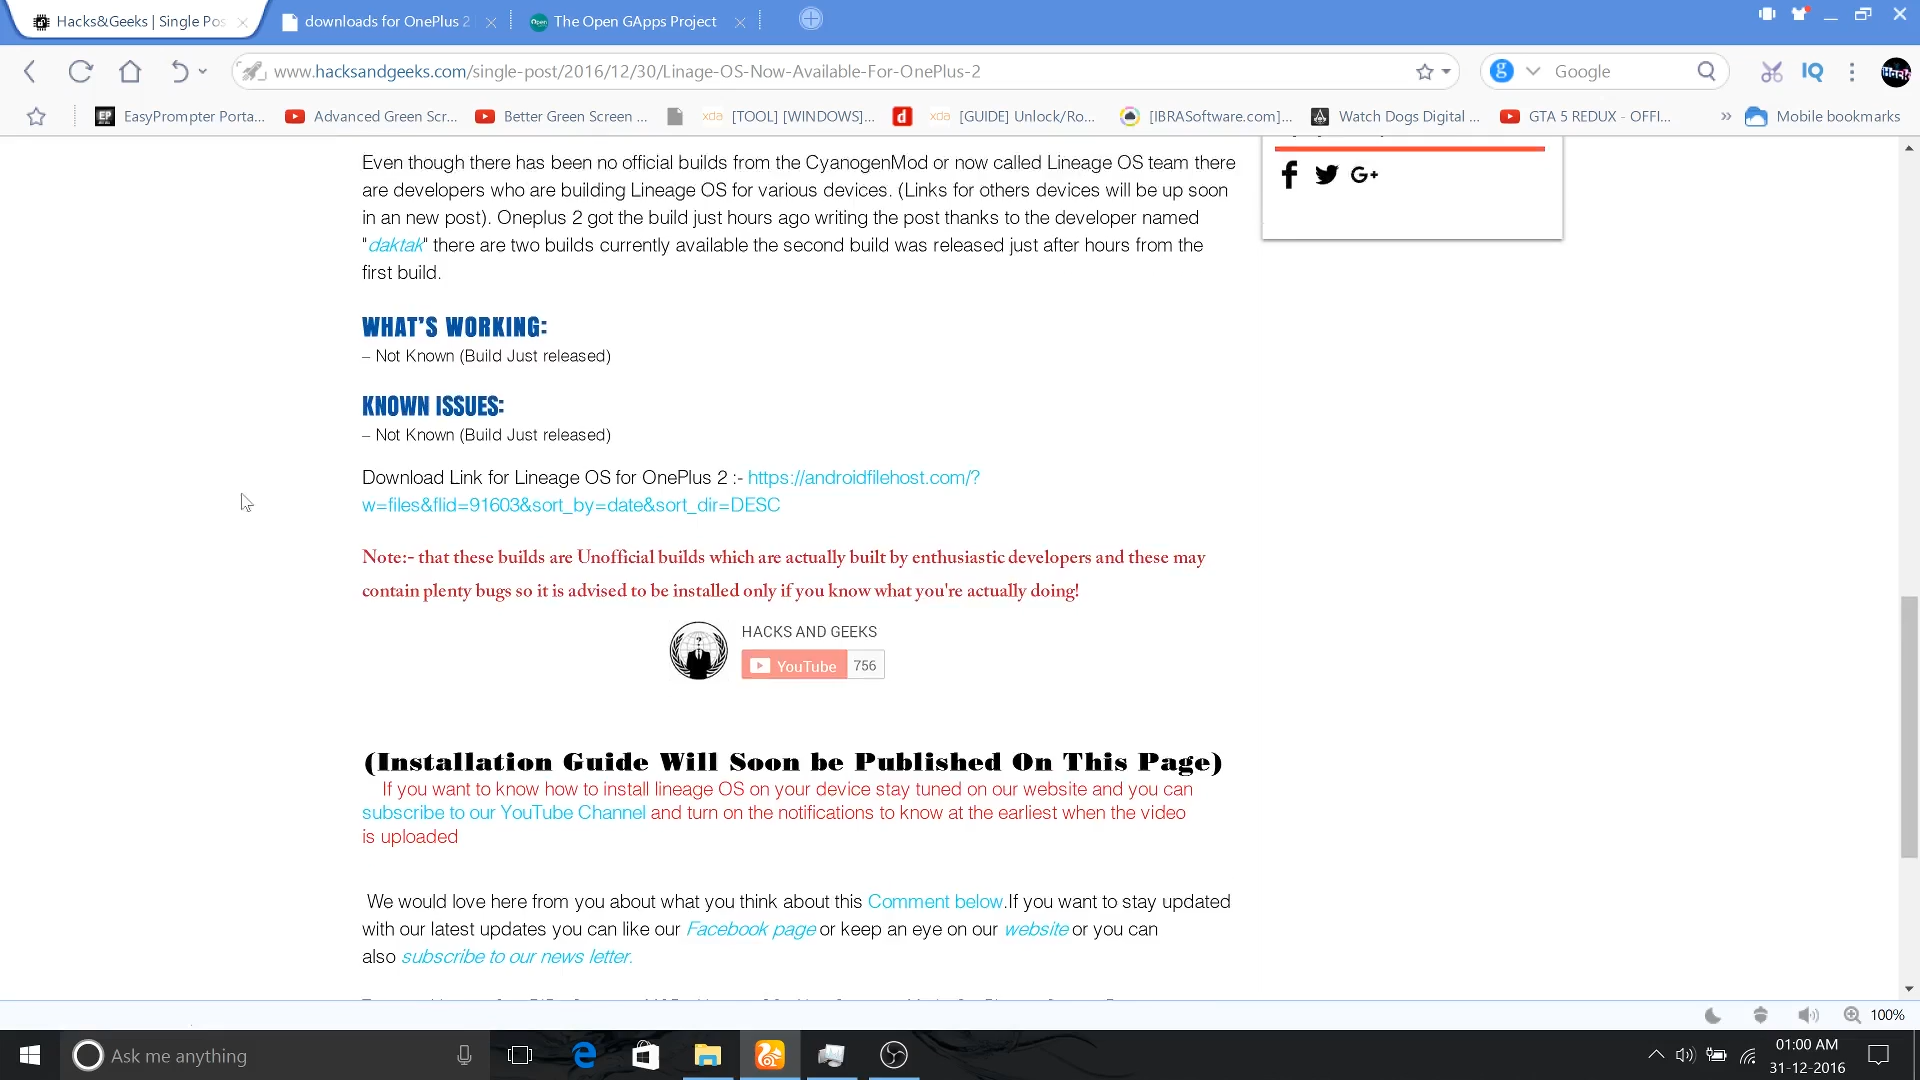 Hacks&Geeks | Single Pos
downloads for OnePlus 2
The Open GApps Project
www.hacksandgeeks.com/single-post/2016/12/30/Linage-OS-Now-Available-For-OnePlus-2
Google
IQ
EasyPrompter Porta...
Advanced Green Scr...
Better Green Screen ...
[TOOL] [WINDOWS]...
[GUIDE] Unlock/Ro...
[IBRASoftware.com]...
Watch Dogs Digital ...
GTA 5 REDUX - OFFI...
Mobile bookmarks
Even though there has been no official builds from the CyanogenMod or now called Lineage OS team there
are developers who are building Lineage OS for various devices. (Links for others devices will be up soon
in an new post). Oneplus 2 got the build just hours ago writing the post thanks to the developer named
"daktak" there are two builds currently available the second build was released just after hours from the
first build.
WHAT'S WORKING:
– Not Known (Build Just released)
KNOWN ISSUES:
– Not Known (Build Just released)
Download Link for Lineage OS for OnePlus 2 :- https://androidfilehost.com/?
w=files&flid=91603&sort_by=date&sort_dir=DESC
Note:- that these builds are Unofficial builds which are actually built by enthusiastic developers and these may
contain plenty bugs so it is advised to be installed only if you know what you're actually doing!
HACKS AND GEEKS
YouTube 756
(Installation Guide Will Soon be Published On This Page)
If you want to know how to install lineage OS on your device stay tuned on our website and you can
subscribe to our YouTube Channel and turn on the notifications to know at the earliest when the video
is uploaded
We would love here from you about what you think about this Comment below.If you want to stay updated
with our latest updates you can like our Facebook page or keep an eye on our website or you can
also subscribe to our news letter.
100%
Ask me anything
01:00 AM
31-12-2016